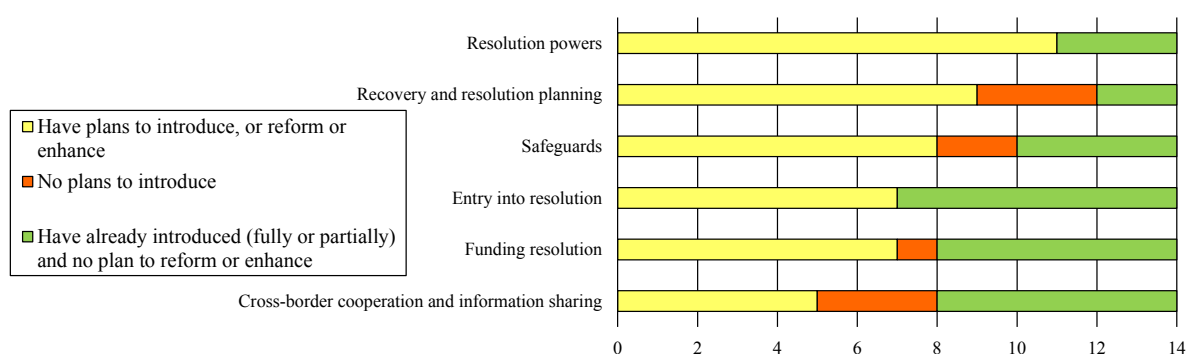 Resolution powers
Recovery and resolution planning
Have plans to introduce, or reform or
enhance
Safeguards
No plans to introduce
Entry into resolution
Have already introduced (fully or partially)
and no plan to reform or enhance
Funding resolution
Cross-border cooperation and information sharing
0 2 4 6 8 10 12 14